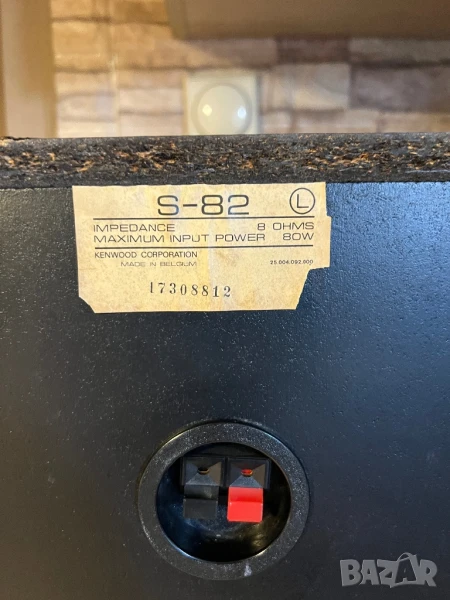 S-82 L
IMPEDANCE 8 OHMS
MAXIMUM INPUT POWER 80W
KENWOOD CORPORATION
MADE IN BELGIUM 25.004.092.800
17308812
BAZAR